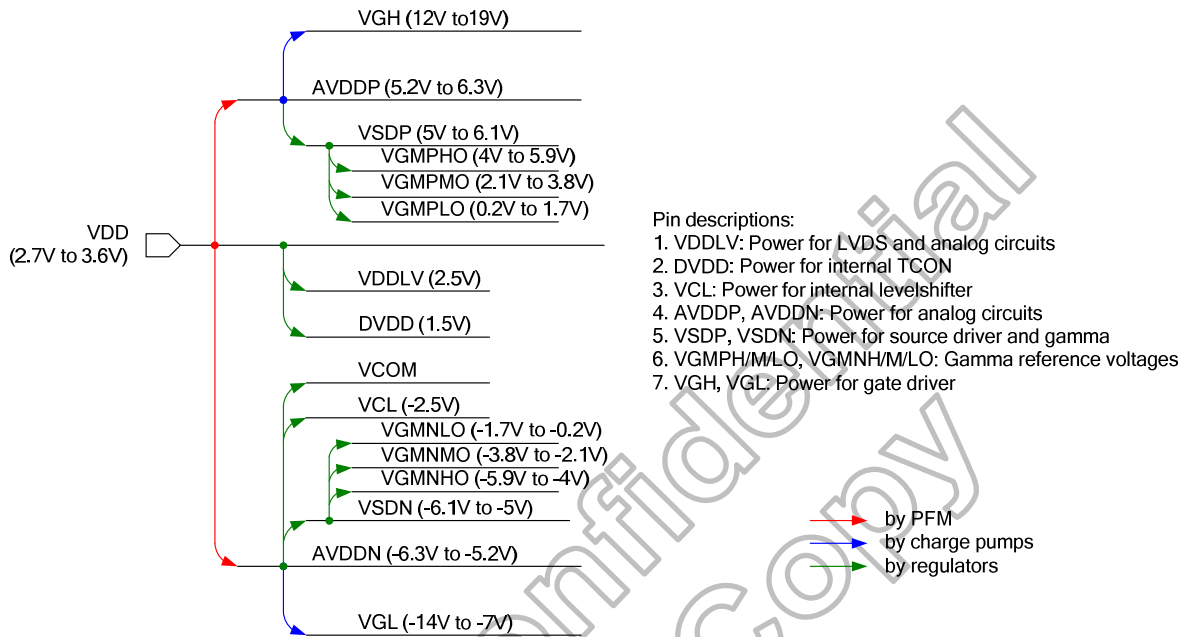 VGH (12V to19V)
AVDDP (5.2V to 6.3V)
VSDP (5V to 6.1V)
VGMPHO (4V to 5.9V)
VGMPMO (2.1V to 3.8V)
VGMPLO (0.2V to 1.7V)
VDD
(2.7V to 3.6V)
VDDLV (2.5V)
DVDD (1.5V)
VCOM
VCL (-2.5V)
VGMNLO (-1.7V to -0.2V)
VGMNMO (-3.8V to -2.1V)
VGMNHO (-5.9V to -4V)
VSDN (-6.1V to -5V)
AVDDN (-6.3V to -5.2V)
VGL (-14V to -7V)
Pin descriptions:
1. VDDLV: Power for LVDS and analog circuits
2. DVDD: Power for internal TCON
3. VCL: Power for internal levelshifter
4. AVDDP, AVDDN: Power for analog circuits
5. VSDP, VSDN: Power for source driver and gamma
6. VGMPH/M/LO, VGMNH/M/LO: Gamma reference voltages
7. VGH, VGL: Power for gate driver
by PFM
by charge pumps
by regulators
onfidential
Copy